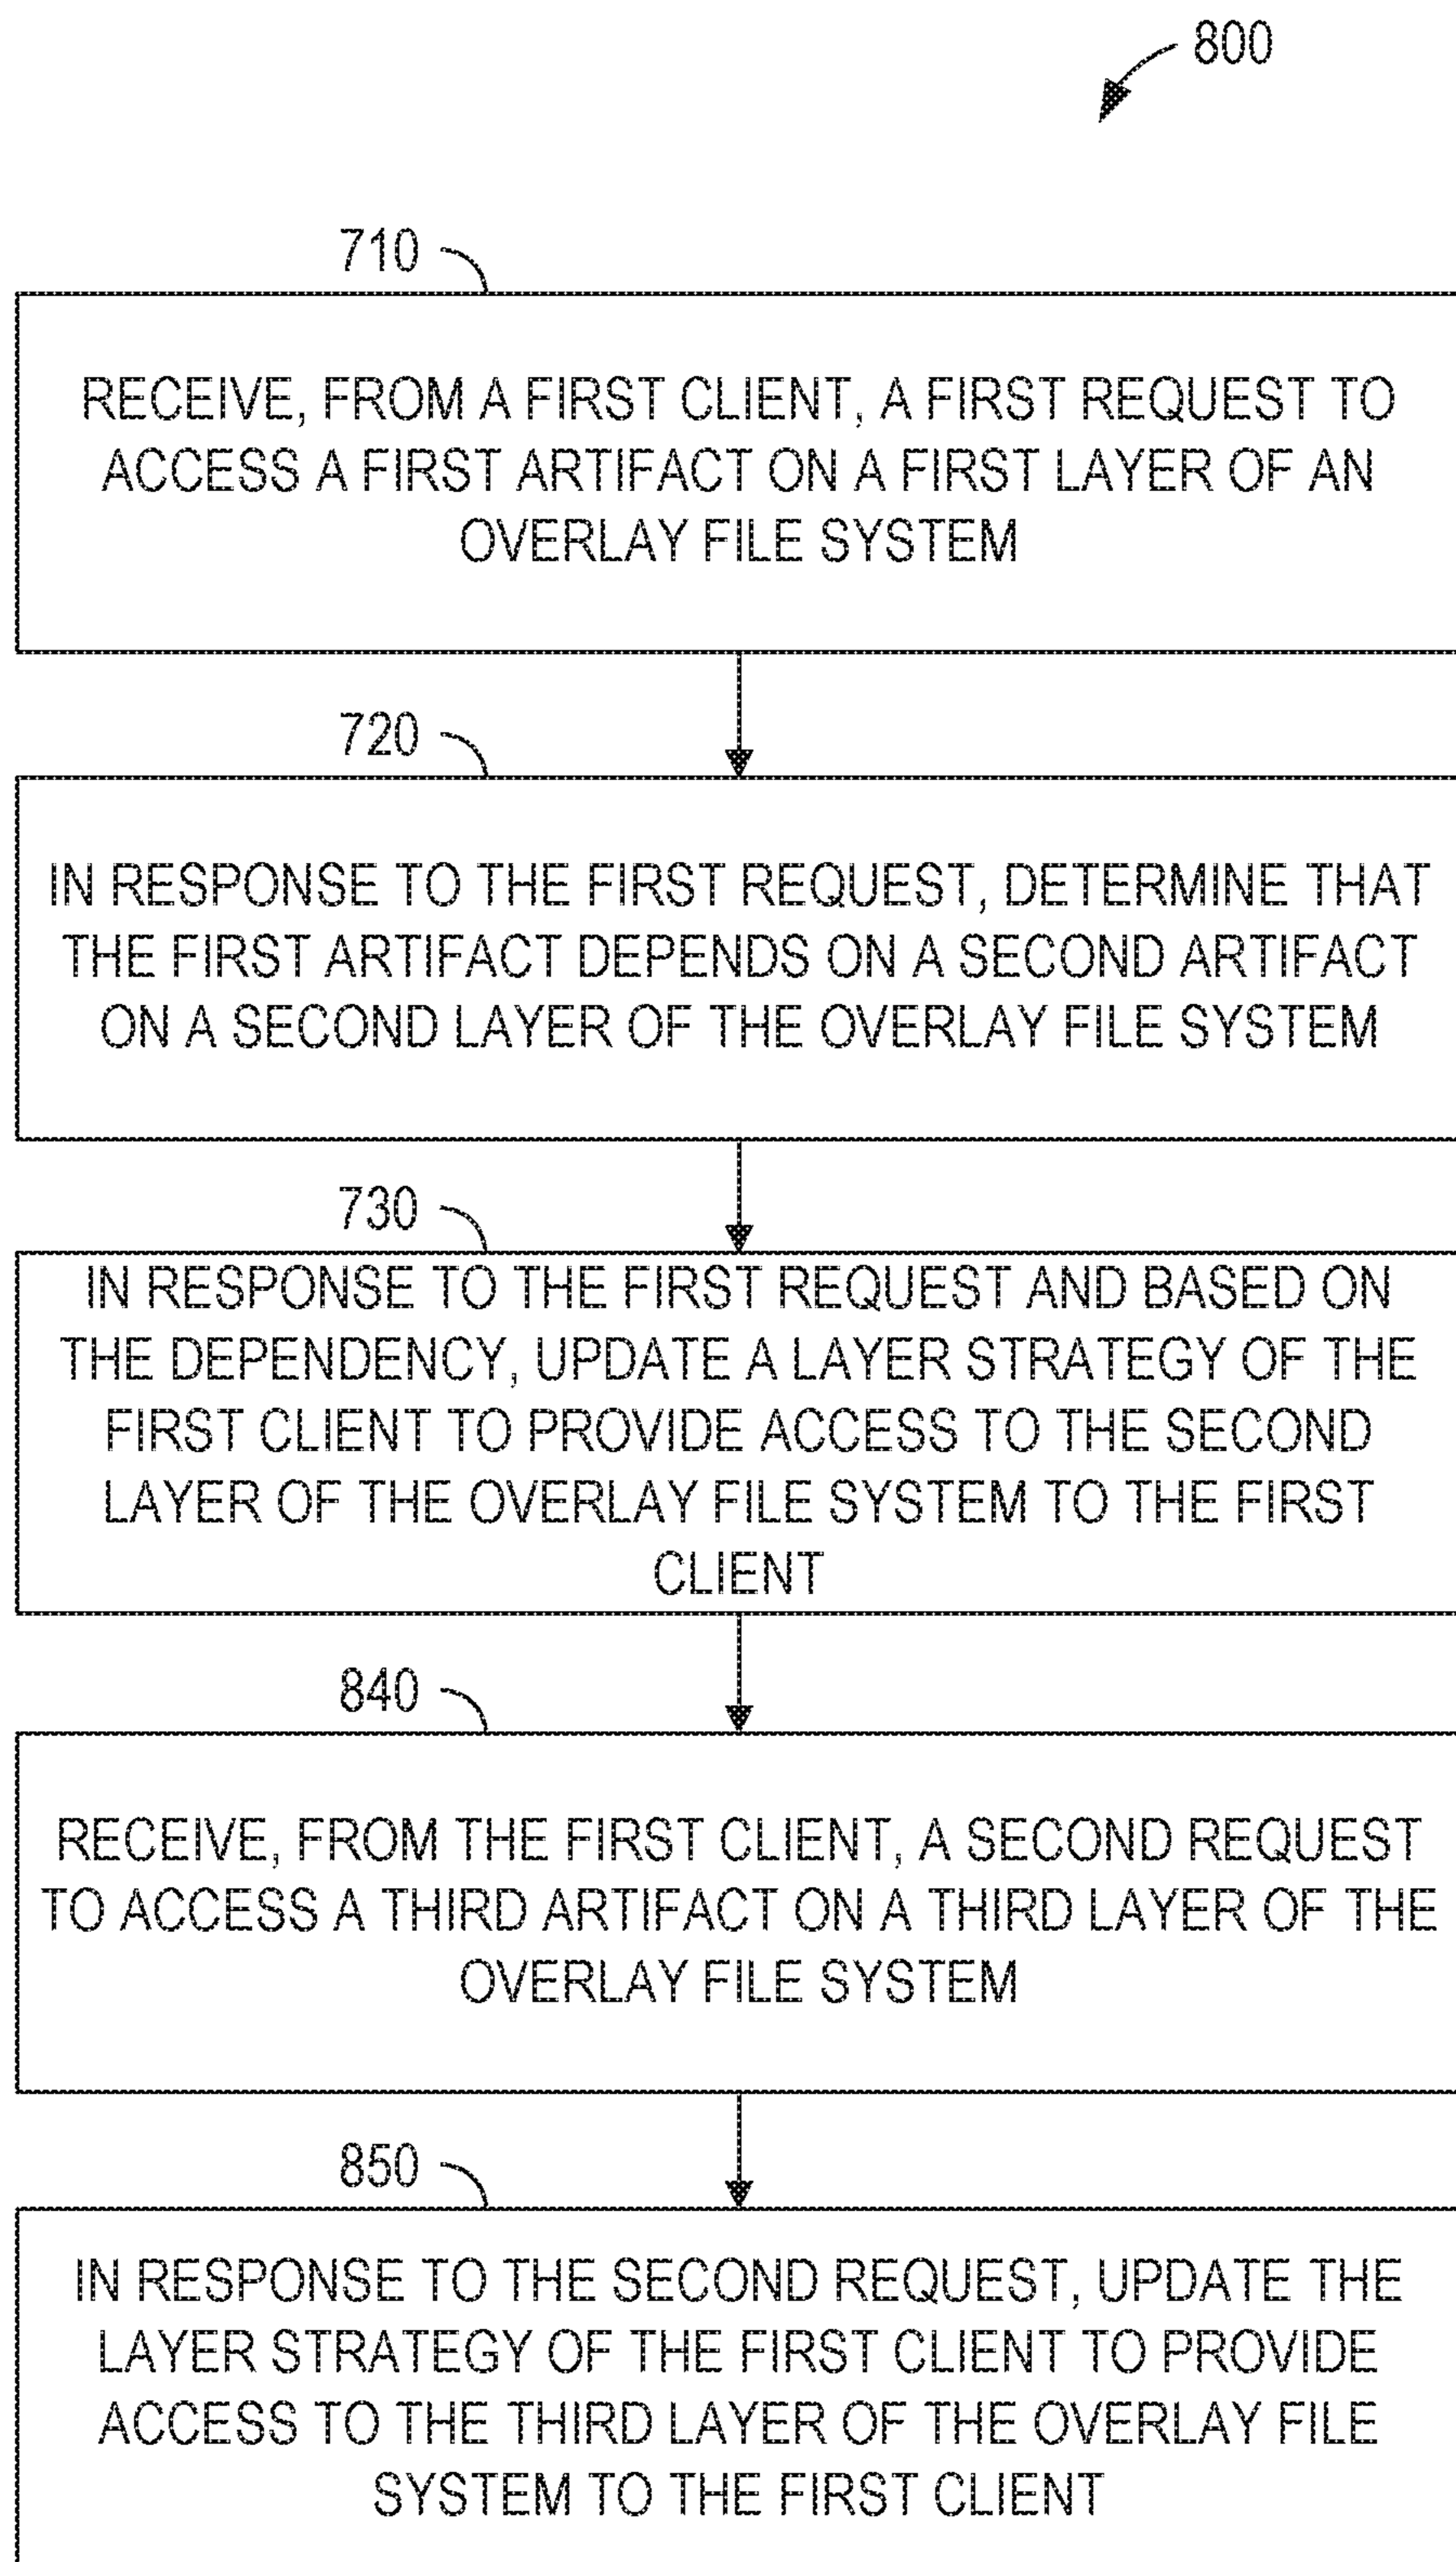 800
710
RECEIVE, FROM A FIRST CLIENT, A FIRST REQUEST TO
ACCESS A FIRST ARTIFACT ON A FIRST LAYER OF AN
OVERLAY FILE SYSTEM
720
IN RESPONSE TO THE FIRST REQUEST, DETERMINE THAT
THE FIRST ARTIFACT DEPENDS ON A SECOND ARTIFACT
ON A SECOND LAYER OF THE OVERLAY FILE SYSTEM
730
IN RESPONSE TO THE FIRST REQUEST AND BASED ON
THE DEPENDENCY, UPDATE A LAYER STRATEGY OF THE
FIRST CLIENT TO PROVIDE ACCESS TO THE SECOND
LAYER OF THE OVERLAY FILE SYSTEM TO THE FIRST
CLIENT
840
RECEIVE, FROM THE FIRST CLIENT, A SECOND REQUEST
TO ACCESS A THIRD ARTIFACT ON A THIRD LAYER OF THE
OVERLAY FILE SYSTEM
850
IN RESPONSE TO THE SECOND REQUEST, UPDATE THE
LAYER STRATEGY OF THE FIRST CLIENT TO PROVIDE
ACCESS TO THE THIRD LAYER OF THE OVERLAY FILE
SYSTEM TO THE FIRST CLIENT